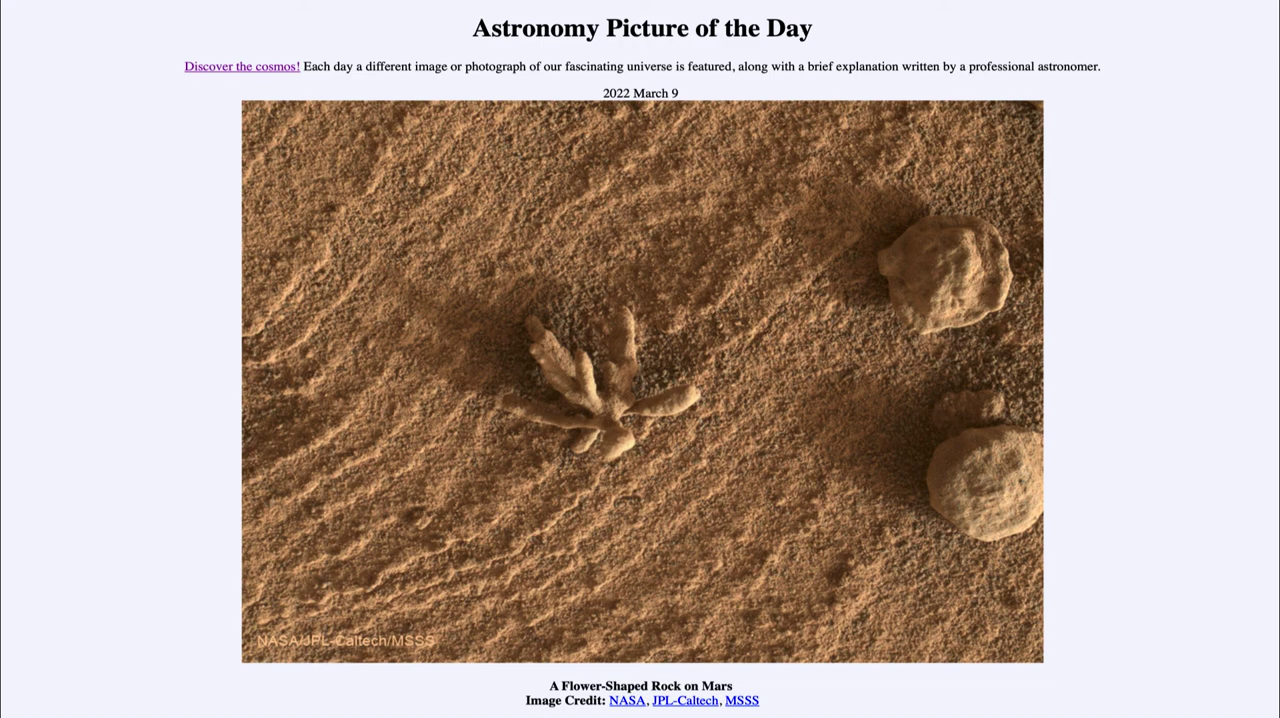 Astronomy Picture of the Day
Discover the cosmos! Each day a different image or photograph of our fascinating universe is featured, along with a brief explanation written by a professional astronomer.
2022 March 9
NASA/JPL-Caltech/MSSS
A Flower-Shaped Rock on Mars
Image Credit: NASA, JPL-Caltech, MSSS